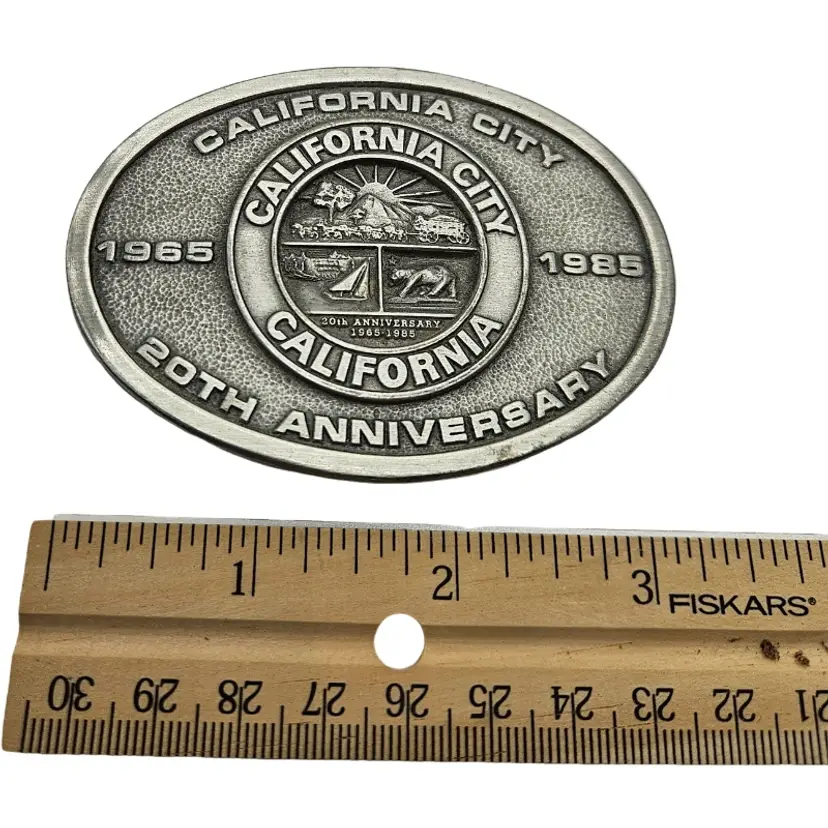 CALIFORNIA CITY
CALIFORNIA CITY
1965
1985
20th ANNIVERSARY
1965-1985
CALIFORNIA
20TH ANNIVERSARY
1 2 3
FISKARS®
30 29 28 27 26 25 24 23 22 21